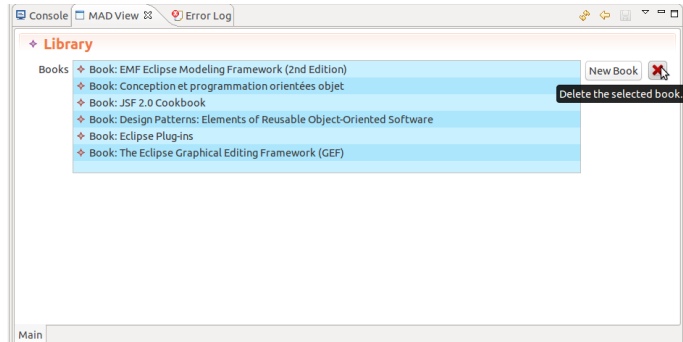 Console MAD View Error Log
Library
Books
Book: EMF Eclipse Modeling Framework (2nd Edition)
Book: Conception et programmation orientées objet
Book: JSF 2.0 Cookbook
Book: Design Patterns: Elements of Reusable Object-Oriented Software
Book: Eclipse Plug-ins
Book: The Eclipse Graphical Editing Framework (GEF)
New Book
Delete the selected book.
Main